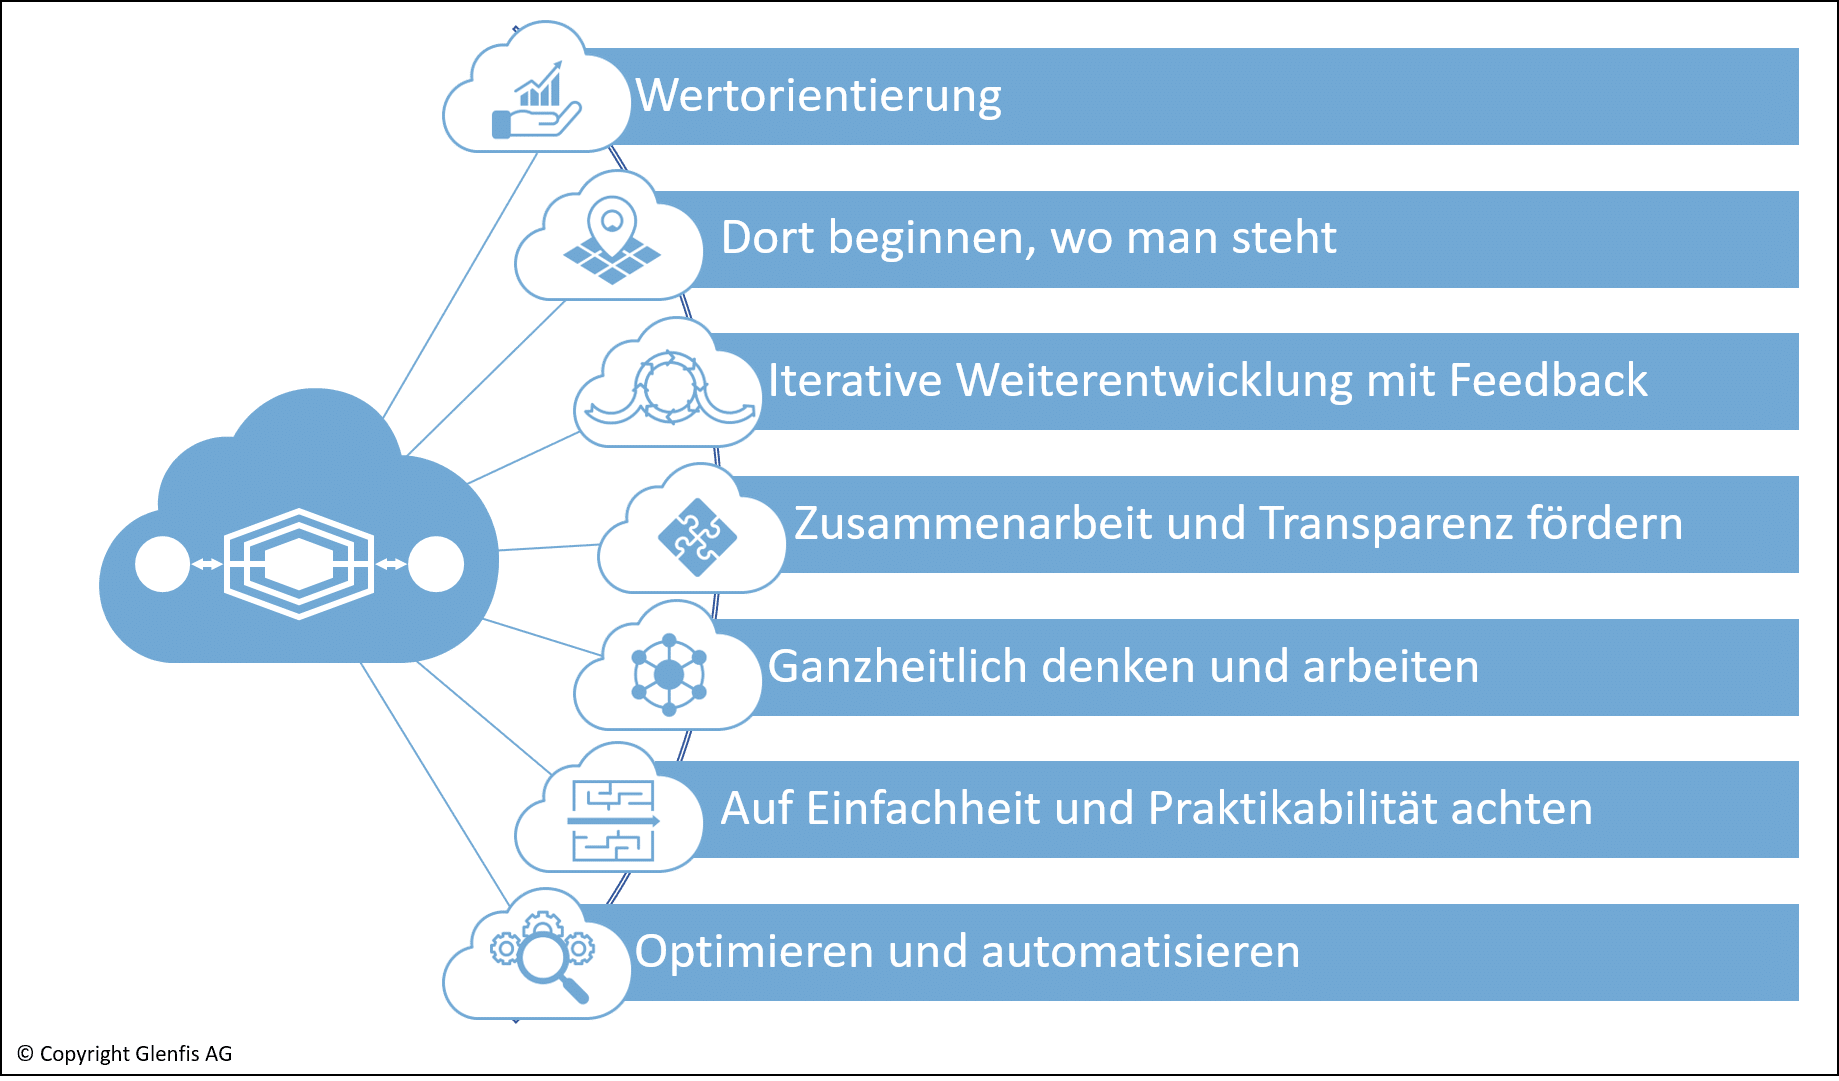 Wertorientierung
Dort beginnen, wo man steht
Iterative Weiterentwicklung mit Feedback
Zusammenarbeit und Transparenz fördern
Ganzheitlich denken und arbeiten
Auf Einfachheit und Praktikabilität achten
Optimieren und automatisieren
© Copyright Glenfis AG